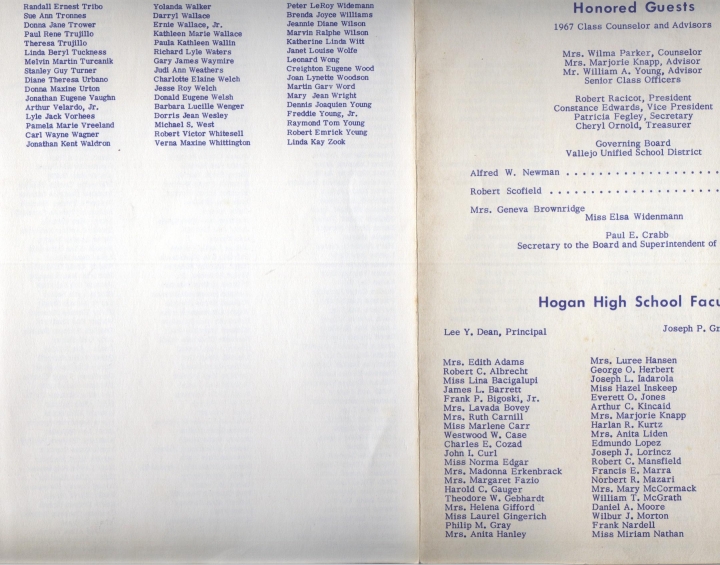 Randall Ernest Tribo
Sue Ann Tronnes
Donna Jane Trower
Paul Rene Trujillo
Theresa Trujillo
Linda Beryl Tuckness
Melvin Martin Turcanik
Stanley Guy Turner
Diane Theresa Urbano
Donna Maxine Urton
Jonathan Eugene Vaughn
Arthur Velardo, Jr.
Lyle Jack Vorhees
Pamela Marie Vreeland
Carl Wayne Wagner
Jonathan Kent Waldron
Yolanda Walker
Darryl Wallace
Ernie Wallace, Jr.
Kathleen Marie Wallace
Paula Kathleen Wallin
Richard Lyle Waters
Gary James Waymire
Judi Ann Weathers
Charlotte Elaine Welch
Jesse Roy Welch
Donald Eugene Welsh
Barbara Lucille Wenger
Dorris Jean Wesley
Michael S. West
Robert Victor Whitesell
Verna Maxine Whittington
Peter LeRoy Widemann
Brenda Joyce Williams
Jeannie Diane Wilson
Marvin Ralphe Wilson
Katherine Linda Witt
Janet Louise Wolfe
Leonard Wong
Creighton Eugene Wood
Joan Lynette Woodson
Martin Gary Word
Mary Jean Wright
Dennis Joaquien Young
Freddie Young, Jr.
Raymond Tom Young
Robert Emrick Young
Linda Kay Zook
Honored Guests
1967 Class Counselor and Advisors
Mrs. Wilma Parker, Counselor
Mrs. Marjorie Knapp, Advisor
Mr. William A. Young, Advisor
Senior Class Officers
Robert Racicot, President
Constance Edwards, Vice President
Patricia Fegley, Secretary
Cheryl Ornold, Treasurer
Governing Board
Vallejo Unified School District
Alfred W. Newman . . . . . . . . . . . . . . . . . . . .
Robert Scofield . . . . . . . . . . . . . . . . . . . . . .
Mrs. Geneva Brownridge
Miss Elsa Widenmann
Paul E. Crabb
Secretary to the Board and Superintendent of
Hogan High School Facu
Lee Y. Dean, Principal
Joseph P. Gr
Mrs. Edith Adams
Robert C. Albrecht
Miss Lina Bacigalupi
James L. Barrett
Frank P. Bigoski, Jr.
Mrs. Lavada Bovey
Mrs. Ruth Carnill
Miss Marlene Carr
Westwood W. Case
Charles E. Cozad
John I. Curl
Miss Norma Edgar
Mrs. Madonna Erkenbrack
Mrs. Margaret Fazio
Harold C. Gauger
Theodore W. Gebhardt
Mrs. Helena Gifford
Miss Laurel Gingerich
Philip M. Gray
Mrs. Anita Hanley
Mrs. Luree Hansen
George O. Herbert
Joseph L. Iadarola
Miss Hazel Inskeep
Everett O. Jones
Arthur C. Kincaid
Mrs. Marjorie Knapp
Harlan R. Kurtz
Mrs. Anita Liden
Edmundo Lopez
Joseph J. Lorincz
Robert C. Mansfield
Francis E. Marra
Norbert R. Mazari
Mrs. Mary McCormack
William T. McGrath
Daniel A. Moore
Wilbur J. Morton
Frank Nardell
Miss Miriam Nathan